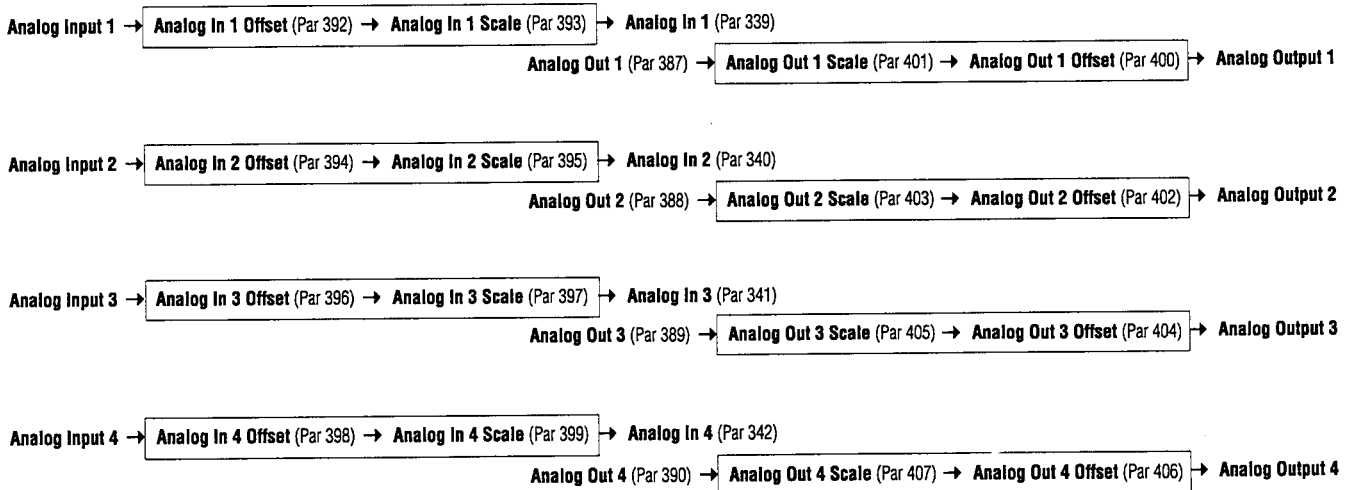 Analog Input 1 → Analog In 1 Offset (Par 392) → Analog In 1 Scale (Par 393) → Analog In 1 (Par 339)
Analog Out 1 (Par 387) → Analog Out 1 Scale (Par 401) → Analog Out 1 Offset (Par 400) → Analog Output 1
Analog Input 2 → Analog In 2 Offset (Par 394) → Analog In 2 Scale (Par 395) → Analog In 2 (Par 340)
Analog Out 2 (Par 388) → Analog Out 2 Scale (Par 403) → Analog Out 2 Offset (Par 402) → Analog Output 2
Analog Input 3 → Analog In 3 Offset (Par 396) → Analog In 3 Scale (Par 397) → Analog In 3 (Par 341)
Analog Out 3 (Par 389) → Analog Out 3 Scale (Par 405) → Analog Out 3 Offset (Par 404) → Analog Output 3
Analog Input 4 → Analog In 4 Offset (Par 398) → Analog In 4 Scale (Par 399) → Analog In 4 (Par 342)
Analog Out 4 (Par 390) → Analog Out 4 Scale (Par 407) → Analog Out 4 Offset (Par 406) → Analog Output 4